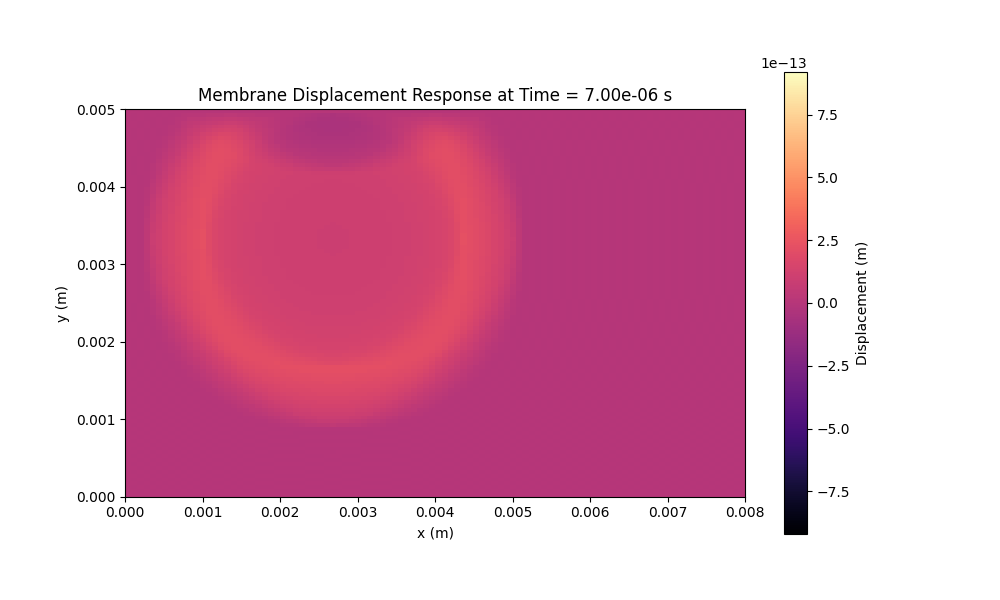 1e−13
Membrane Displacement Response at Time = 7.00e-06 s
0.005
0.004
0.003
0.002
0.001
0.000
y (m)
0.000 0.001 0.002 0.003 0.004 0.005 0.006 0.007 0.008
x (m)
7.5
5.0
2.5
0.0
−2.5
−5.0
−7.5
Displacement (m)